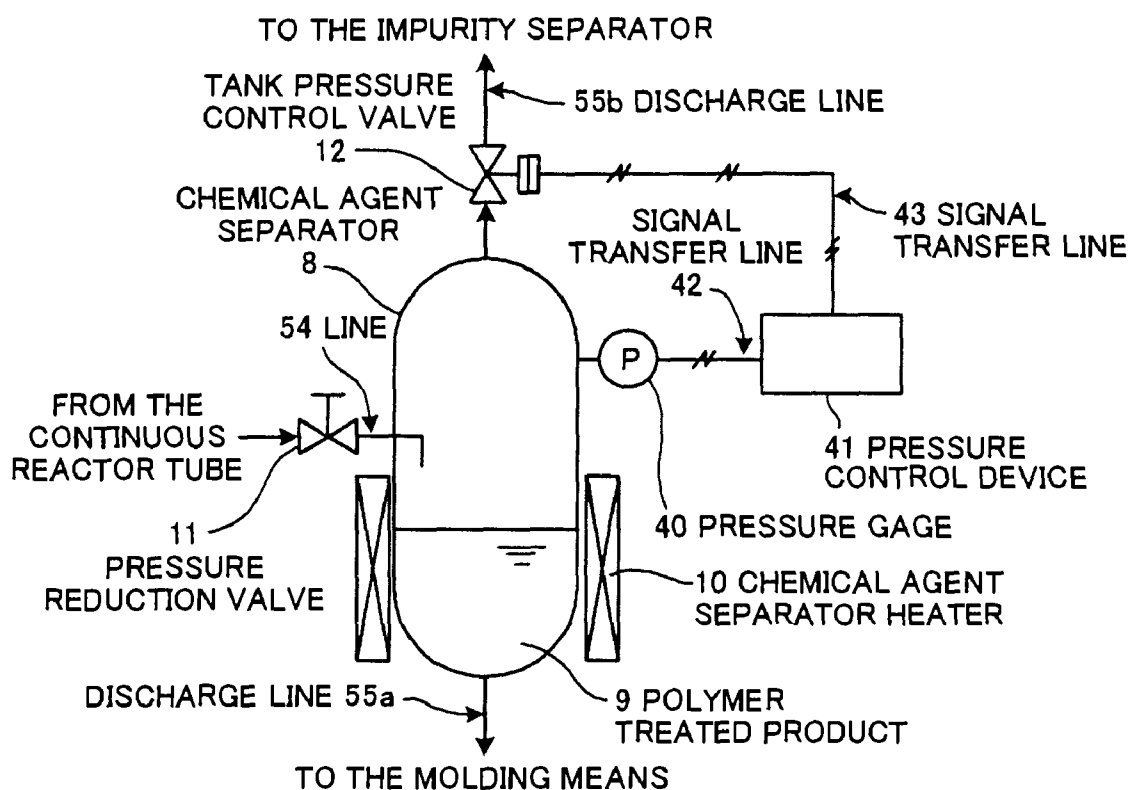 TO THE IMPURITY SEPARATOR
TANK PRESSURE
CONTROL VALVE
12
55b DISCHARGE LINE
CHEMICAL AGENT
SEPARATOR
8
SIGNAL
TRANSFER LINE
42
43 SIGNAL
TRANSFER LINE
54 LINE
P
FROM THE
CONTINUOUS
REACTOR TUBE
11
PRESSURE
REDUCTION VALVE
41 PRESSURE
CONTROL DEVICE
40 PRESSURE GAGE
10 CHEMICAL AGENT
SEPARATOR HEATER
DISCHARGE LINE 55a
9 POLYMER
TREATED PRODUCT
TO THE MOLDING MEANS